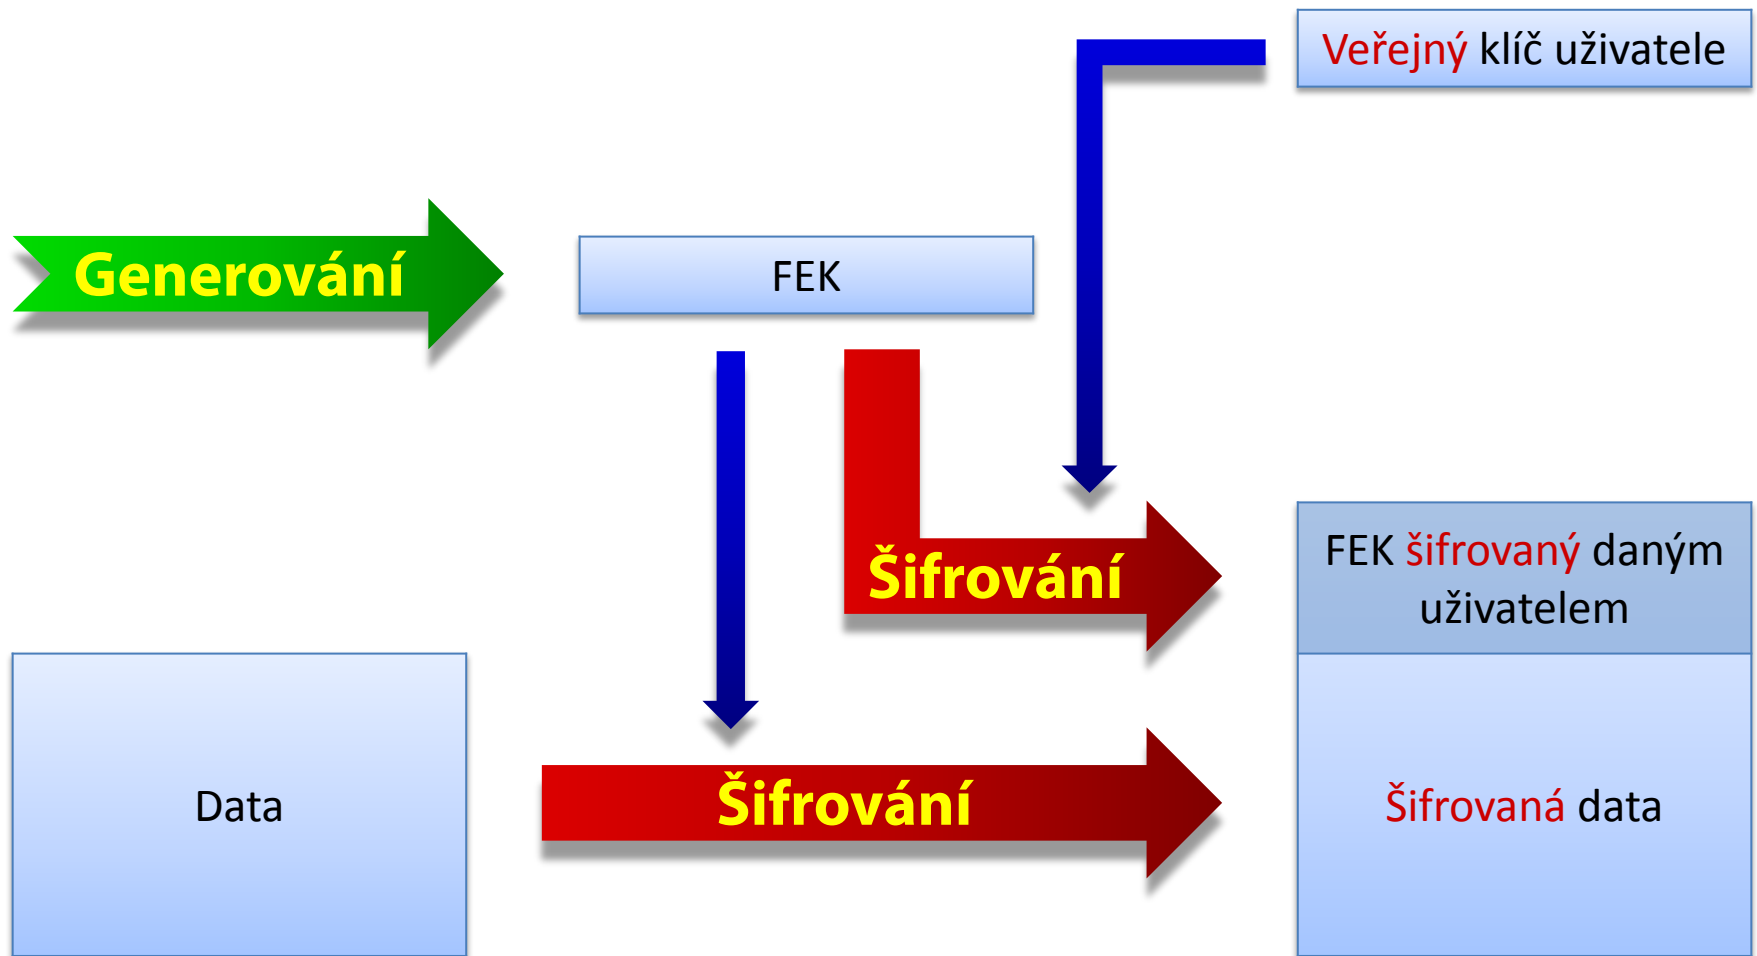 Veřejný klíč uživatele
Generování
FEK
Šifrování
FEK šifrovaný daným
uživatelem
Data
Šifrování
Šifrovaná data